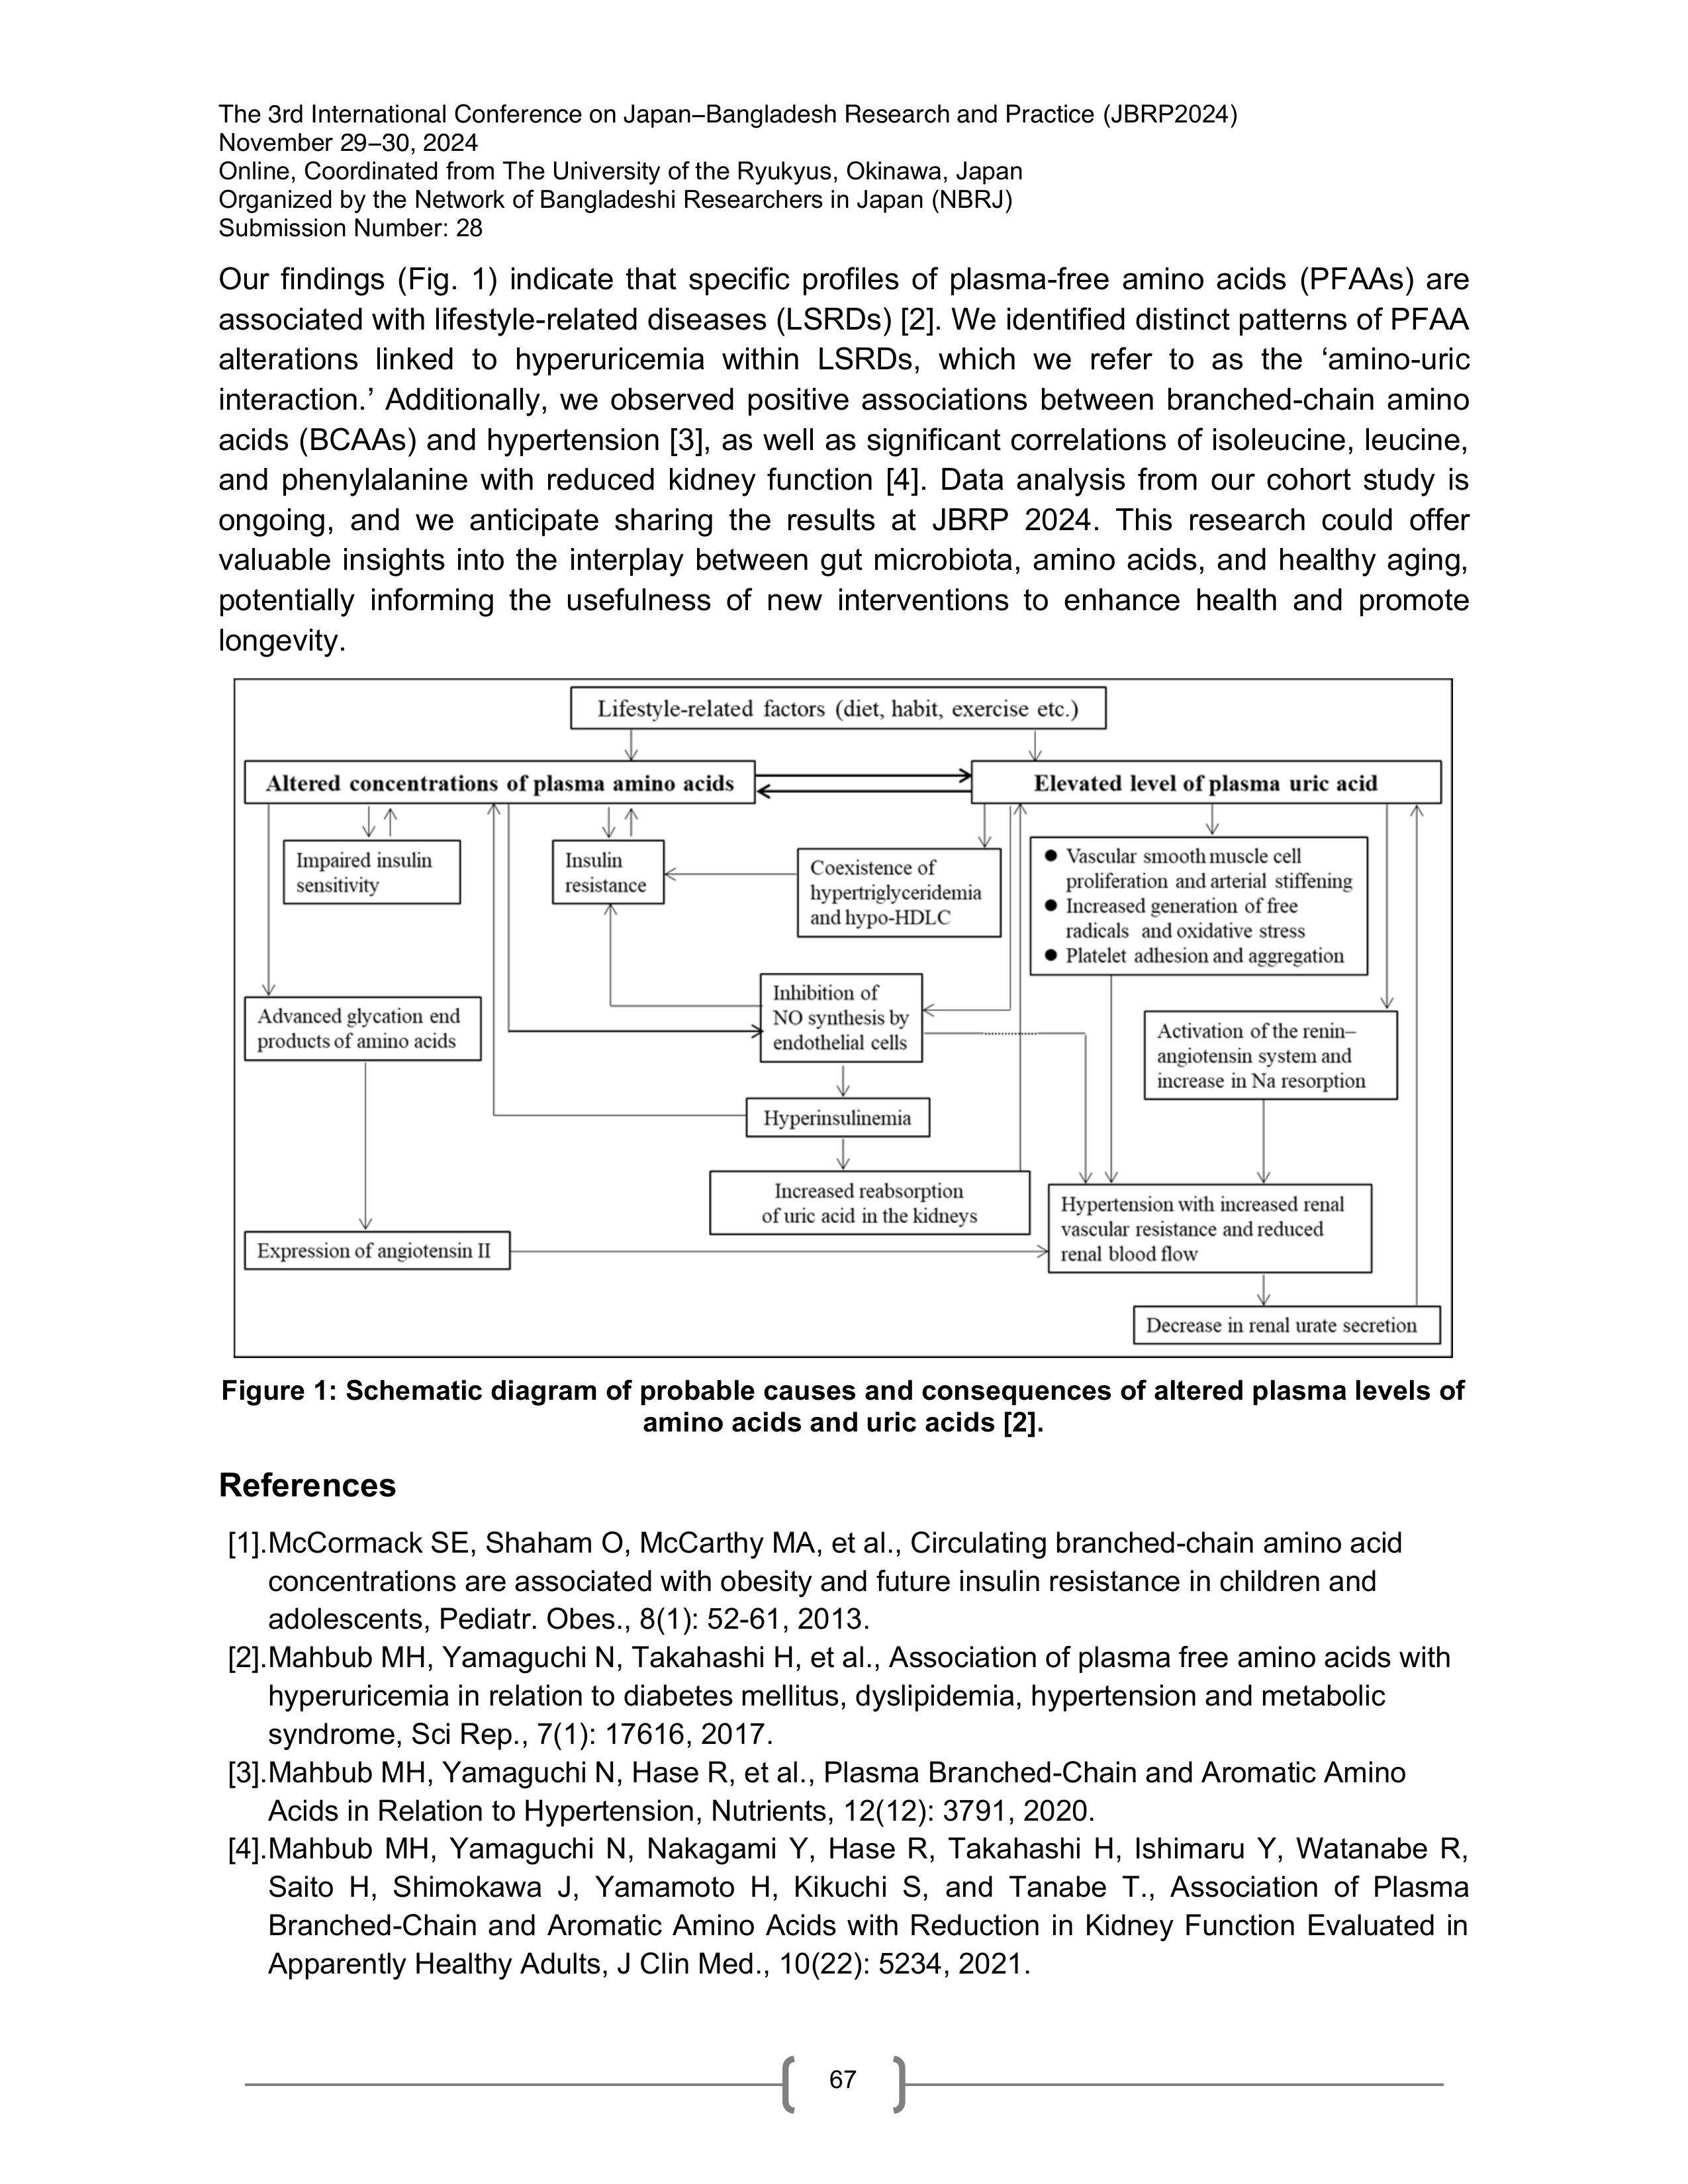 The 3rd International Conference on Japan–Bangladesh Research and Practice (JBRP2024)
November 29–30, 2024
Online, Coordinated from The University of the Ryukyus, Okinawa, Japan
Organized by the Network of Bangladeshi Researchers in Japan (NBRJ)
Submission Number: 28
Our findings (Fig. 1) indicate that specific profiles of plasma-free amino acids (PFAAs) are
associated with lifestyle-related diseases (LSRDs) [2]. We identified distinct patterns of PFAA
alterations linked to hyperuricemia within LSRDs, which we refer to as the ‘amino-uric
interaction.’ Additionally, we observed positive associations between branched-chain amino
acids (BCAAs) and hypertension [3], as well as significant correlations of isoleucine, leucine,
and phenylalanine with reduced kidney function [4]. Data analysis from our cohort study is
ongoing, and we anticipate sharing the results at JBRP 2024. This research could offer
valuable insights into the interplay between gut microbiota, amino acids, and healthy aging,
potentially informing the usefulness of new interventions to enhance health and promote
longevity.
Lifestyle-related factors (diet, habit, exercise etc.)
Altered concentrations of plasma amino acids
Elevated level of plasma uric acid
Impaired insulin
sensitivity
Insulin
resistance
Coexistence of
hypertriglyceridemia
and hypo-HDLC
● Vascular smooth muscle cell
proliferation and arterial stiffening
● Increased generation of free
radicals and oxidative stress
● Platelet adhesion and aggregation
Advanced glycation end
products of amino acids
Inhibition of
NO synthesis by
endothelial cells
Activation of the renin–
angiotensin system and
increase in Na resorption
Hyperinsulinemia
Increased reabsorption
of uric acid in the kidneys
Hypertension with increased renal
vascular resistance and reduced
renal blood flow
Expression of angiotensin II
Decrease in renal urate secretion
Figure 1: Schematic diagram of probable causes and consequences of altered plasma levels of
amino acids and uric acids [2].
References
[1].McCormack SE, Shaham O, McCarthy MA, et al., Circulating branched-chain amino acid
concentrations are associated with obesity and future insulin resistance in children and
adolescents, Pediatr. Obes., 8(1): 52-61, 2013.
[2].Mahbub MH, Yamaguchi N, Takahashi H, et al., Association of plasma free amino acids with
hyperuricemia in relation to diabetes mellitus, dyslipidemia, hypertension and metabolic
syndrome, Sci Rep., 7(1): 17616, 2017.
[3].Mahbub MH, Yamaguchi N, Hase R, et al., Plasma Branched-Chain and Aromatic Amino
Acids in Relation to Hypertension, Nutrients, 12(12): 3791, 2020.
[4].Mahbub MH, Yamaguchi N, Nakagami Y, Hase R, Takahashi H, Ishimaru Y, Watanabe R,
Saito H, Shimokawa J, Yamamoto H, Kikuchi S, and Tanabe T., Association of Plasma
Branched-Chain and Aromatic Amino Acids with Reduction in Kidney Function Evaluated in
Apparently Healthy Adults, J Clin Med., 10(22): 5234, 2021.
67